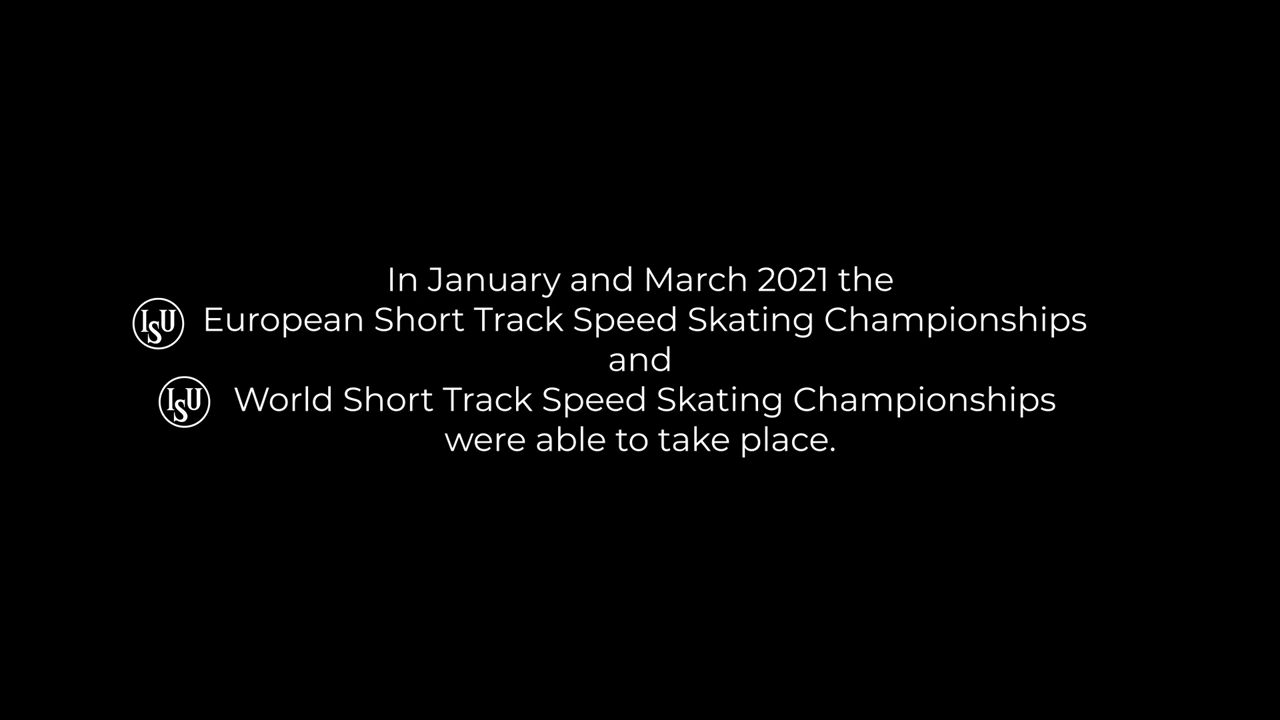 In January and March 2021 the
ISU European Short Track Speed Skating Championships
and
ISU World Short Track Speed Skating Championships
were able to take place.